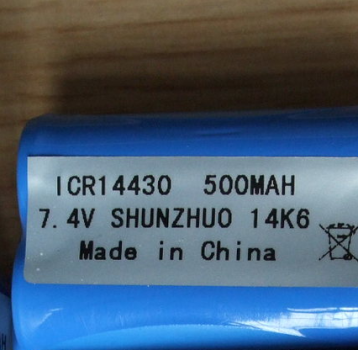 ICR14430 500MAH
7.4V SHUNZHUO 14K6
Made in China